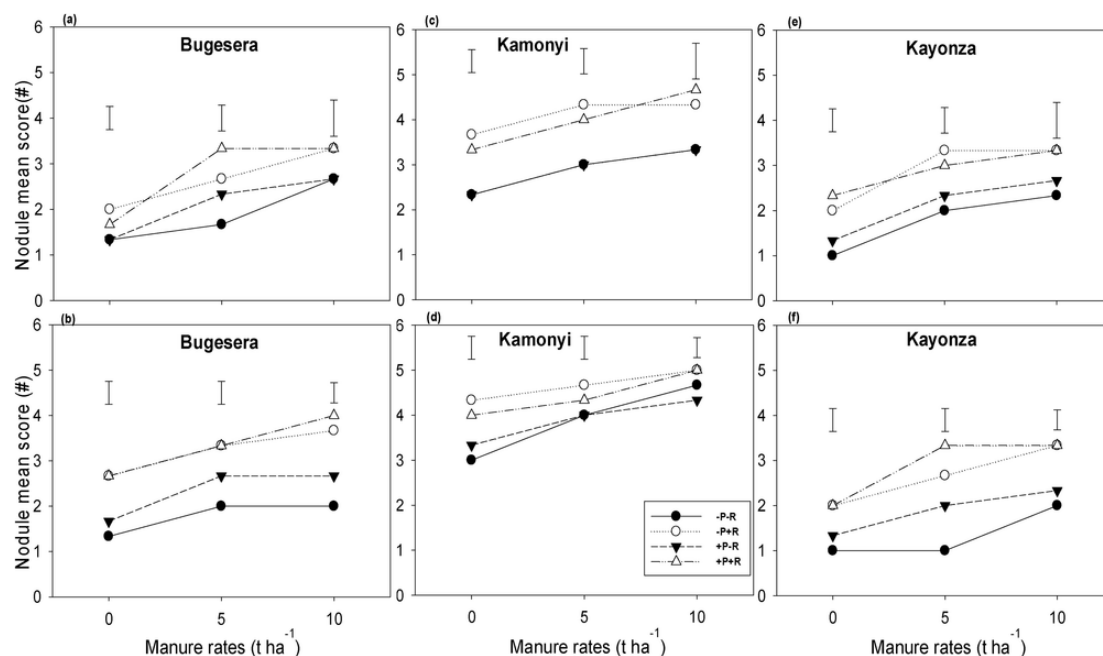 (a)
Bugesera
Nodule mean score(#)
6
5
4
3
2
1
0
(c)
Kamonyi
6
5
4
3
2
1
0
(e)
Kayonza
6
5
4
3
2
1
0
(b)
Bugesera
Nodule mean score (#)
6
5
4
3
2
1
0
0 5 10
Manure rates (t ha⁻¹)
(d)
Kamonyi
6
5
4
3
2
1
0
-P-R
-P+R
+P-R
+P+R
0 5 10
Manure rates (t ha⁻¹)
(f)
Kayonza
6
5
4
3
2
1
0
0 5 10
Manure rates (t ha⁻¹)